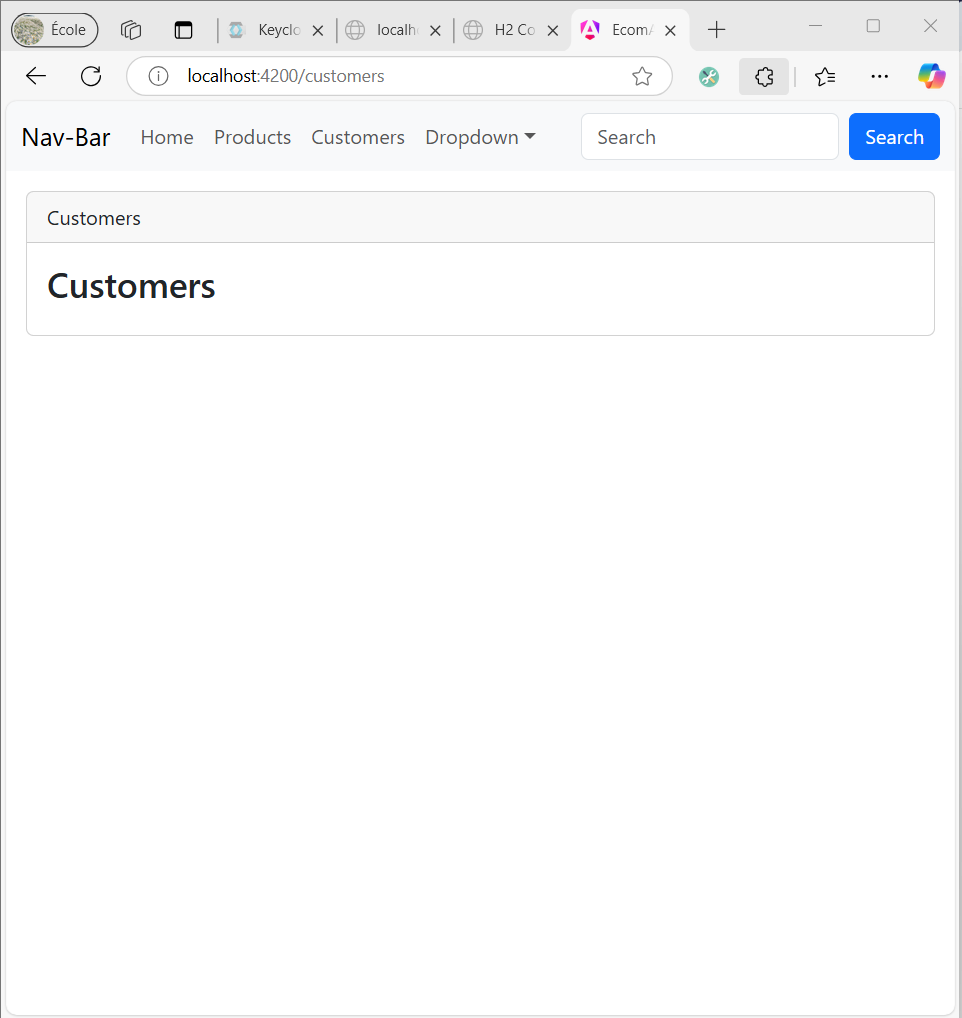 École
Keyclo
localh
H2 Co
EcomA
localhost:4200/customers
Nav-Bar Home Products Customers Dropdown Search Search
Customers
Customers